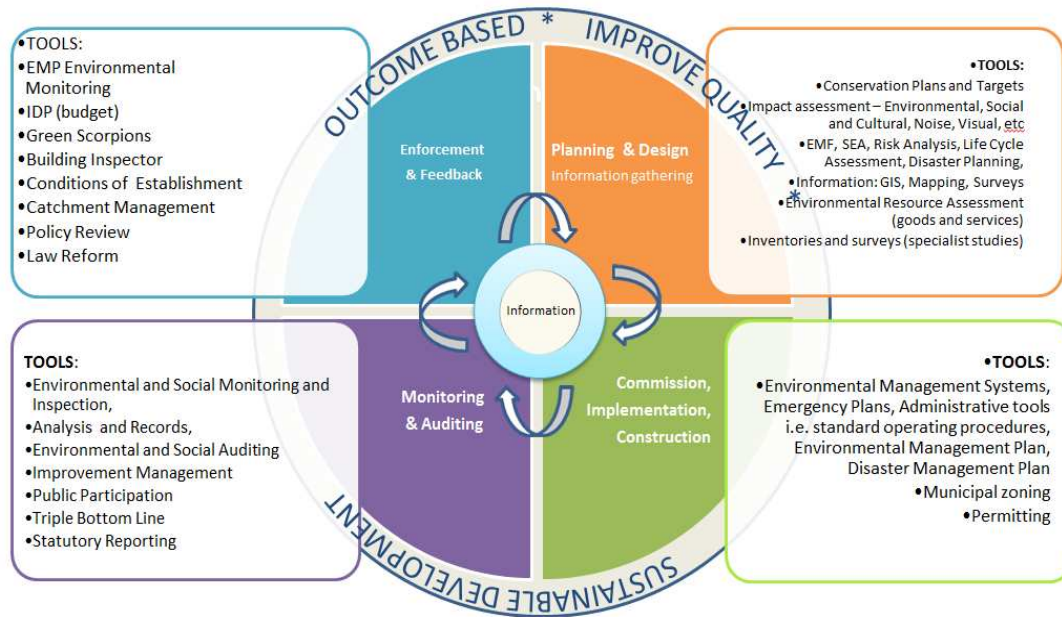 OUTCOME BASED * IMPROVE QUALITY *
SUSTAINABLE DEVELOPMENT
•TOOLS:
•EMP Environmental
Monitoring
•IDP (budget)
•Green Scorpions
•Building Inspector
•Conditions of Establishment
•Catchment Management
•Policy Review
•Law Reform
Enforcement
& Feedback
Planning & Design
Information gathering
•TOOLS:
•Conservation Plans and Targets
•Impact assessment – Environmental, Social
and Cultural, Noise, Visual, etc
•EMF, SEA, Risk Analysis, Life Cycle
Assessment, Disaster Planning,
•Information: GIS, Mapping, Surveys
•Environmental Resource Assessment
(goods and services)
•Inventories and surveys (specialist studies)
Information
TOOLS:
•Environmental and Social Monitoring and
Inspection,
•Analysis and Records,
•Environmental and Social Auditing
•Improvement Management
•Public Participation
•Triple Bottom Line
•Statutory Reporting
Monitoring
& Auditing
Commission,
Implementation,
Construction
•TOOLS:
•Environmental Management Systems,
Emergency Plans, Administrative tools
i.e. standard operating procedures,
Environmental Management Plan,
Disaster Management Plan
•Municipal zoning
•Permitting